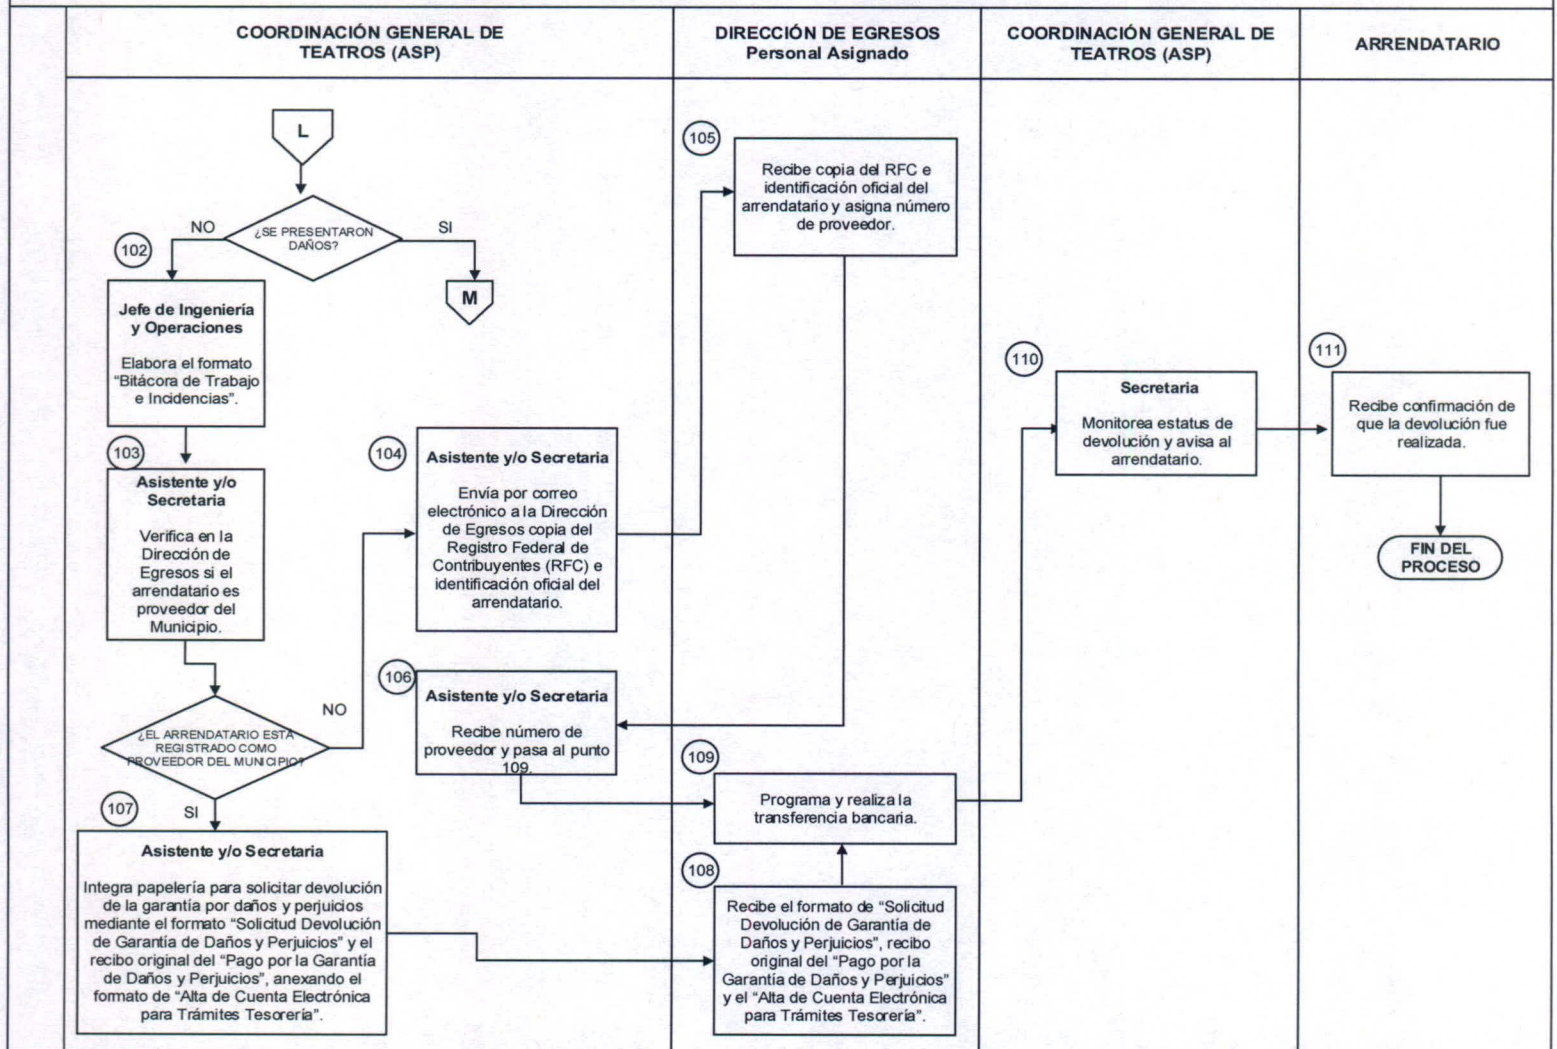 COORDINACIÓN GENERAL DE
TEATROS (ASP)
DIRECCIÓN DE EGRESOS
Personal Asignado
COORDINACIÓN GENERAL DE
TEATROS (ASP)
ARRENDATARIO
L
¿SE PRESENTARON
DAÑOS?
NO
SI
M
102
Jefe de Ingeniería
y Operaciones
Elabora el formato
“Bitácora de Trabajo
e Incidencias”.
103
Asistente y/o
Secretaria
Verifica en la
Dirección de
Egresos si el
arrendatario es
proveedor del
Municipio.
¿EL ARRENDATARIO ESTÁ
REGISTRADO COMO
PROVEEDOR DEL MUNICIPIO?
NO
SI
104
Asistente y/o Secretaria
Envía por correo
electrónico a la Dirección
de Egresos copia del
Registro Federal de
Contribuyentes (RFC) e
identificación oficial del
arrendatario.
105
Recibe copia del RFC e
identificación oficial del
arrendatario y asigna número
de proveedor.
106
Asistente y/o Secretaria
Recibe número de
proveedor y pasa al punto
109.
107
Asistente y/o Secretaria
Integra papelería para solicitar devolución
de la garantía por daños y perjuicios
mediante el formato “Solicitud Devolución
de Garantía de Daños y Perjuicios” y el
recibo original del “Pago por la Garantía
de Daños y Perjuicios”, anexando el
formato de “Alta de Cuenta Electrónica
para Trámites Tesorería”.
108
Recibe el formato de “Solicitud
Devolución de Garantía de
Daños y Perjuicios”, recibo
original del “Pago por la
Garantía de Daños y Perjuicios”
y el “Alta de Cuenta Electrónica
para Trámites Tesorería”.
109
Programa y realiza la
transferencia bancaria.
110
Secretaria
Monitorea estatus de
devolución y avisa al
arrendatario.
111
Recibe confirmación de
que la devolución fue
realizada.
FIN DEL
PROCESO